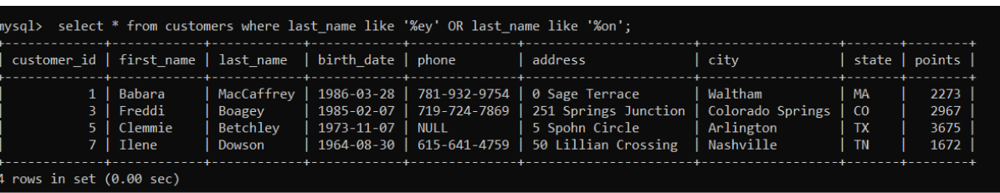 mysql> select * from customers where last_name like '%ey' OR last_name like '%on';
| customer_id | first_name | last_name | birth_date | phone | address | city | state | points |
| 1 | Babara | MacCaffrey | 1986-03-28 | 781-932-9754 | 0 Sage Terrace | Waltham | MA | 2273 |
| 3 | Freddi | Boagey | 1985-02-07 | 719-724-7869 | 251 Springs Junction | Colorado Springs | CO | 2967 |
| 5 | Clemmie | Betchley | 1973-11-07 | NULL | 5 Spohn Circle | Arlington | TX | 3675 |
| 7 | Ilene | Dowson | 1964-08-30 | 615-641-4759 | 50 Lillian Crossing | Nashville | TN | 1672 |
4 rows in set (0.00 sec)